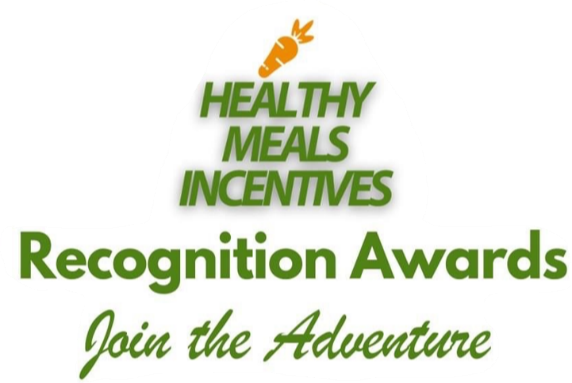 HEALTHY
MEALS
INCENTIVES
Recognition Awards
Join the Adventure